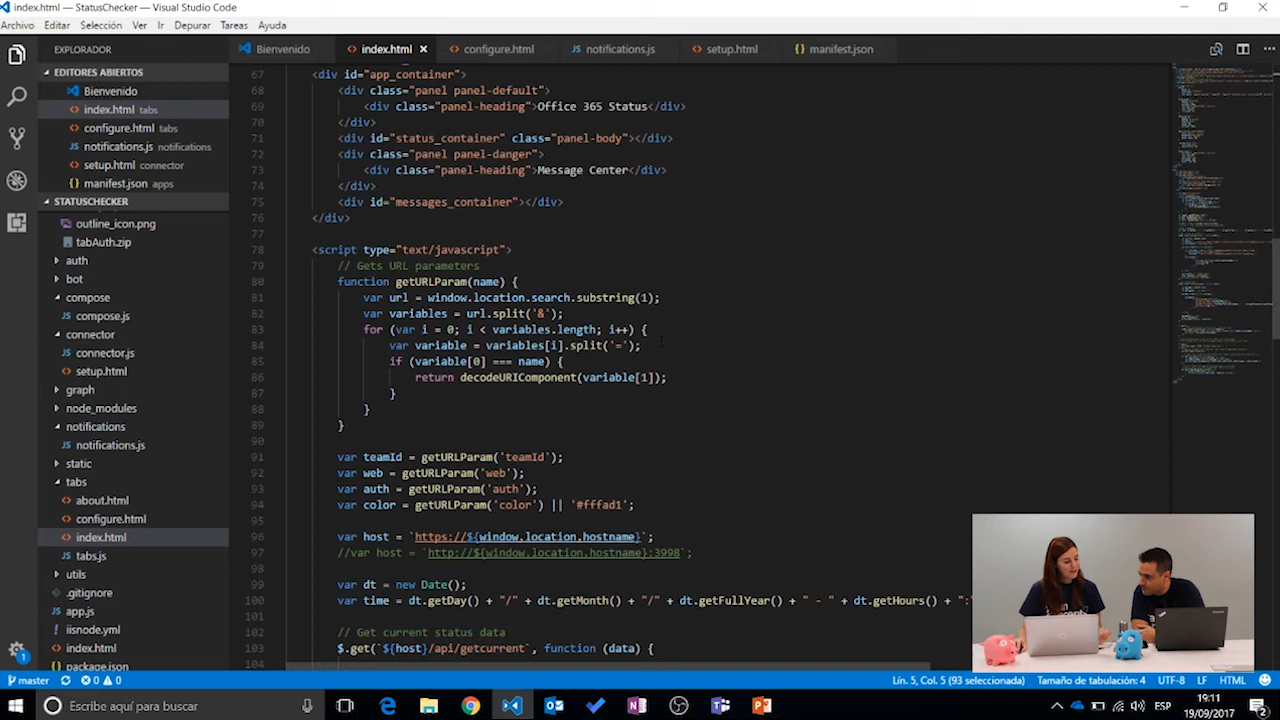 index.html - StatusChecker - Visual Studio Code
Archivo Editar Selección Ver Ir Depurar Tareas Ayuda
EXPLORADOR
Bienvenido index.html configure.html notifications.js setup.html manifest.json
EDITORES ABIERTOS
Bienvenido
index.html tabs
configure.html tabs
notifications.js notifications
setup.html connector
manifest.json apps
STATUSCHECKER
outline_icon.png
tabAuth.zip
auth
bot
compose
compose.js
connector
connector.js
setup.html
graph
node_modules
notifications
notifications.js
static
tabs
about.html
configure.html
index.html
tabs.js
utils
.gitignore
app.js
iisnode.yml
index.html
package.json
67 <div id="app_container">
68 <div class="panel panel-default">
69 <div class="panel-heading">Office 365 Status</div>
70 </div>
71 <div id="status_container" class="panel-body"></div>
72 <div class="panel panel-danger">
73 <div class="panel-heading">Message Center</div>
74 </div>
75 <div id="messages_container"></div>
76 </div>
77
78 <script type="text/javascript">
79 // Gets URL parameters
80 function getURLParam(name) {
81 var url = window.location.search.substring(1);
82 var variables = url.split('&');
83 for (var i = 0; i < variables.length; i++) {
84 var variable = variables[i].split('=');
85 if (variable[0] === name) {
86 return decodeURIComponent(variable[1]);
87 }
88 }
89 }
90
91 var teamId = getURLParam('teamId');
92 var web = getURLParam('web');
93 var auth = getURLParam('auth');
94 var color = getURLParam('color') || '#fffad1';
95
96 var host = `https://${window.location.hostname}`;
97 //var host = `http://${window.location.hostname}:3998`;
98
99 var dt = new Date();
100 var time = dt.getDay() + "/" + dt.getMonth() + "/" + dt.getFullYear() + " - " + dt.getHours() + ":
101
102 // Get current status data
103 $.get(`${host}/api/getcurrent`, function (data) {
104
master 0 0 Lín. 5, Col. 5 (93 seleccionada) Tamaño de tabulación: 4 UTF-8 LF HTML
1
Escribe aquí para buscar
ESP
19:11
19/09/2017
2